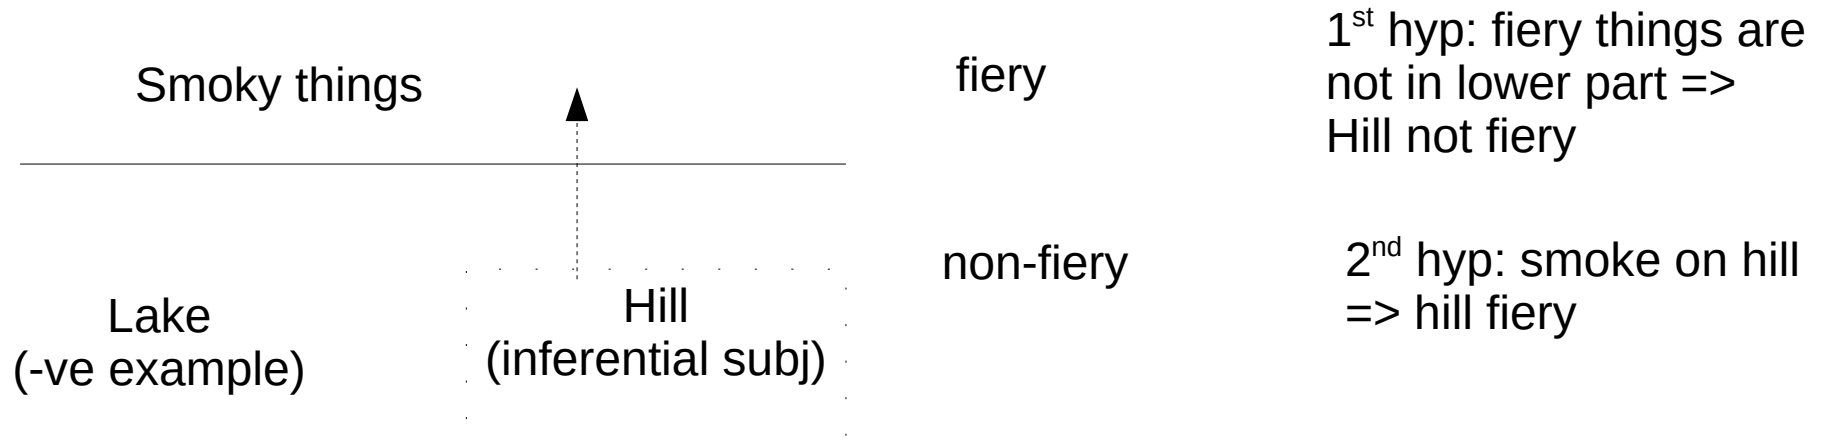 Smoky things
fiery
1st hyp: fiery things are
not in lower part =>
Hill not fiery
non-fiery
2nd hyp: smoke on hill
=> hill fiery
Lake
(-ve example)
Hill
(inferential subj)